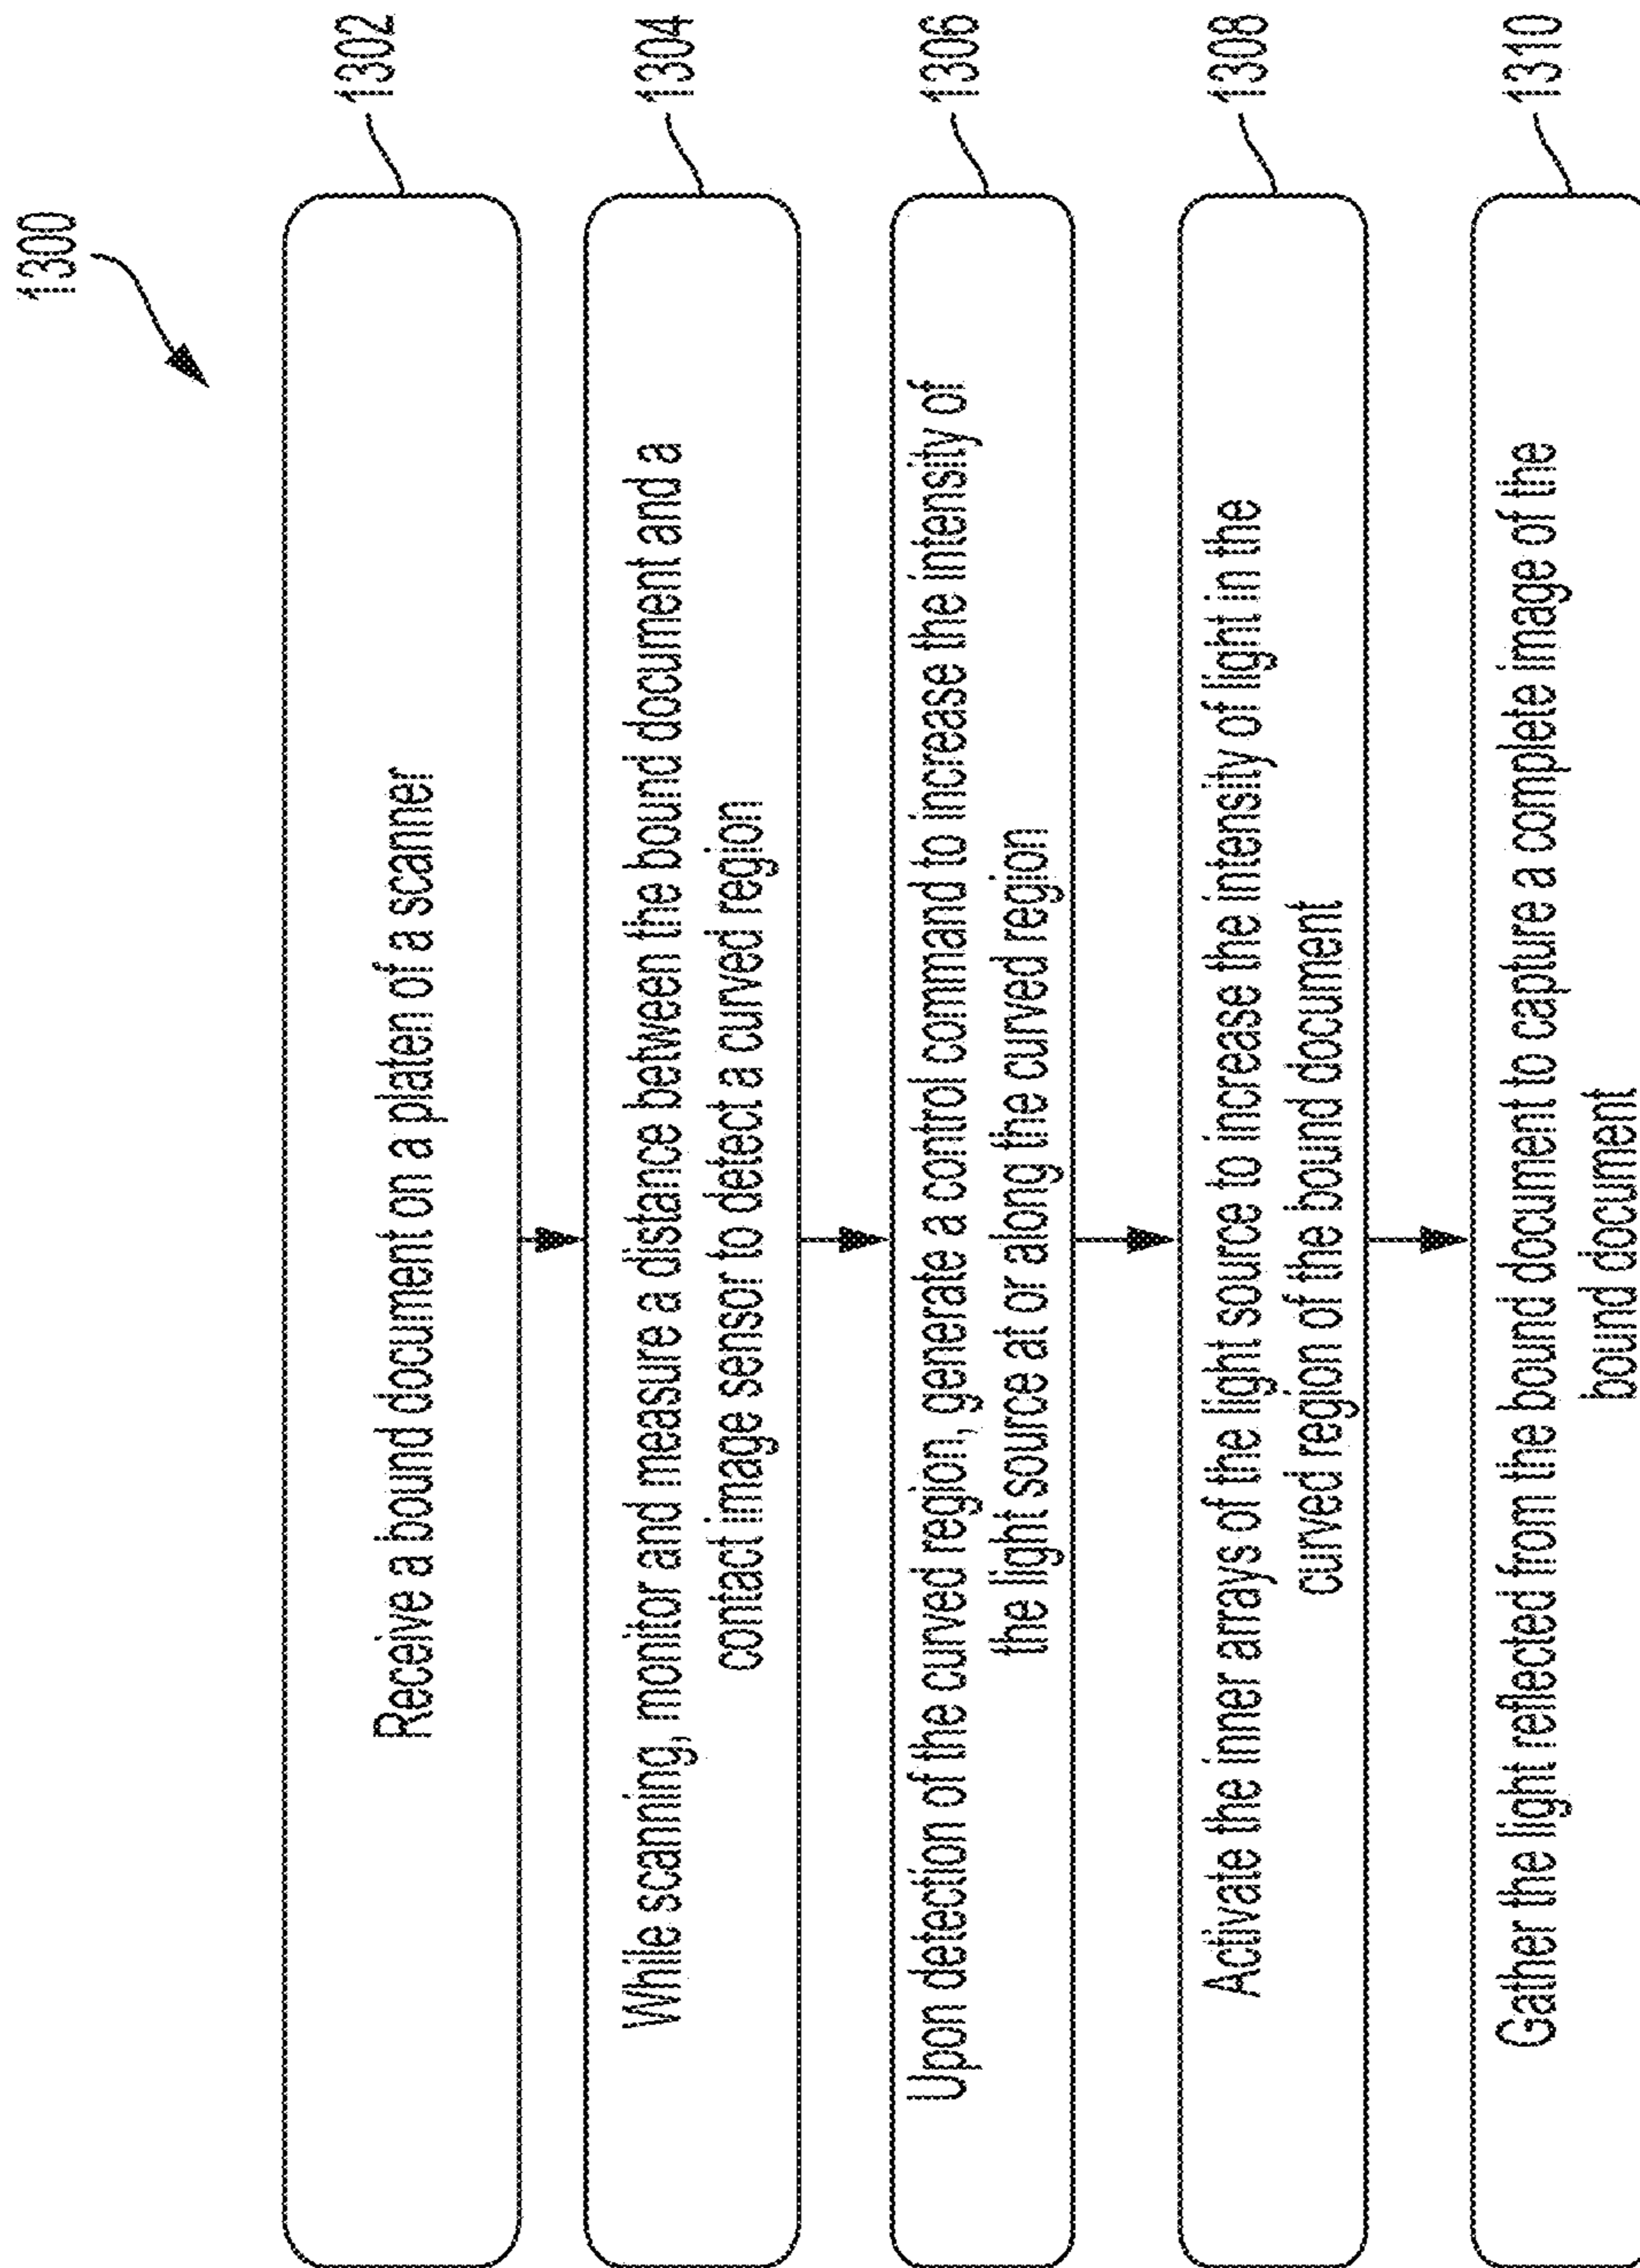 1300
Receive a bound document on a platen of a scanner
1302
While scanning, monitor and measure a distance between the bound document and a
contact image sensor to detect a curved region
1304
Upon detection of the curved region, generate a control command to increase the intensity of
the light source at or along the curved region
1306
Activate the inner arrays of the light source to increase the intensity of light in the
curved region of the bound document
1308
Gather the light reflected from the bound document to capture a complete image of the
bound document
1310